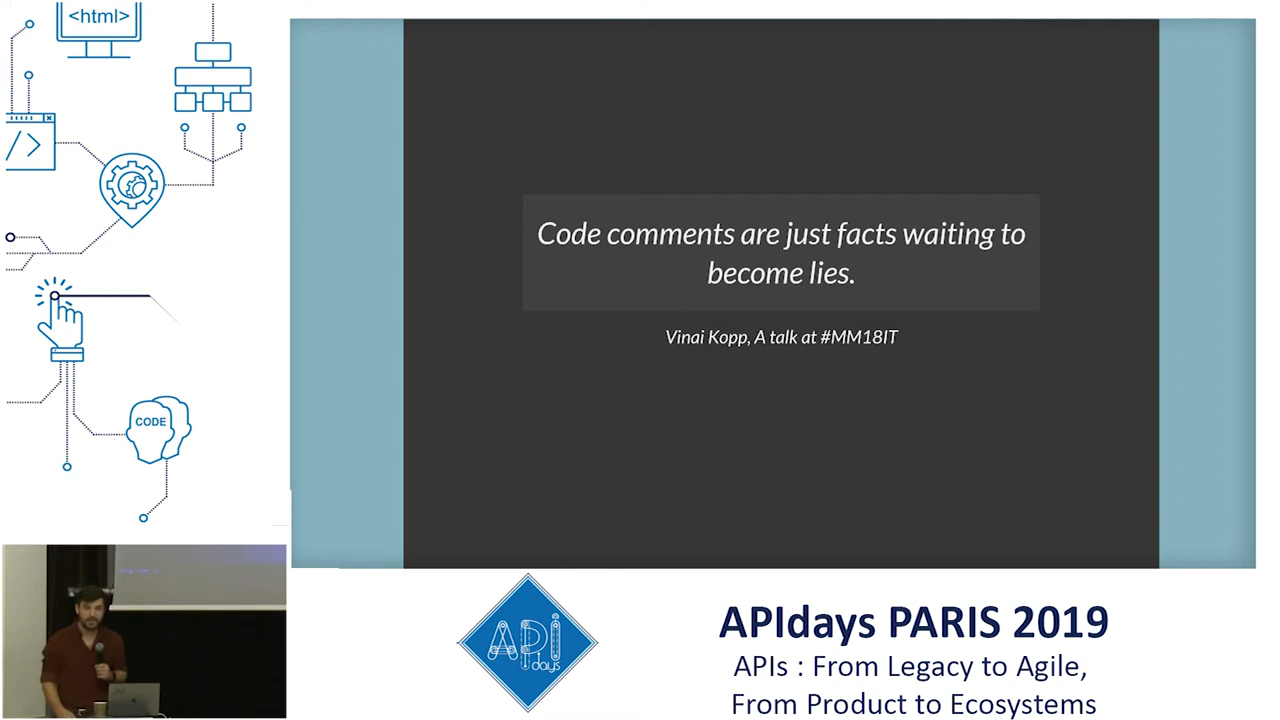 <html>
/>
CODE
Code comments are just facts waiting to
become lies.
Vinai Kopp, A talk at #MM18IT
API
days
APIdays PARIS 2019
APIs : From Legacy to Agile,
From Product to Ecosystems